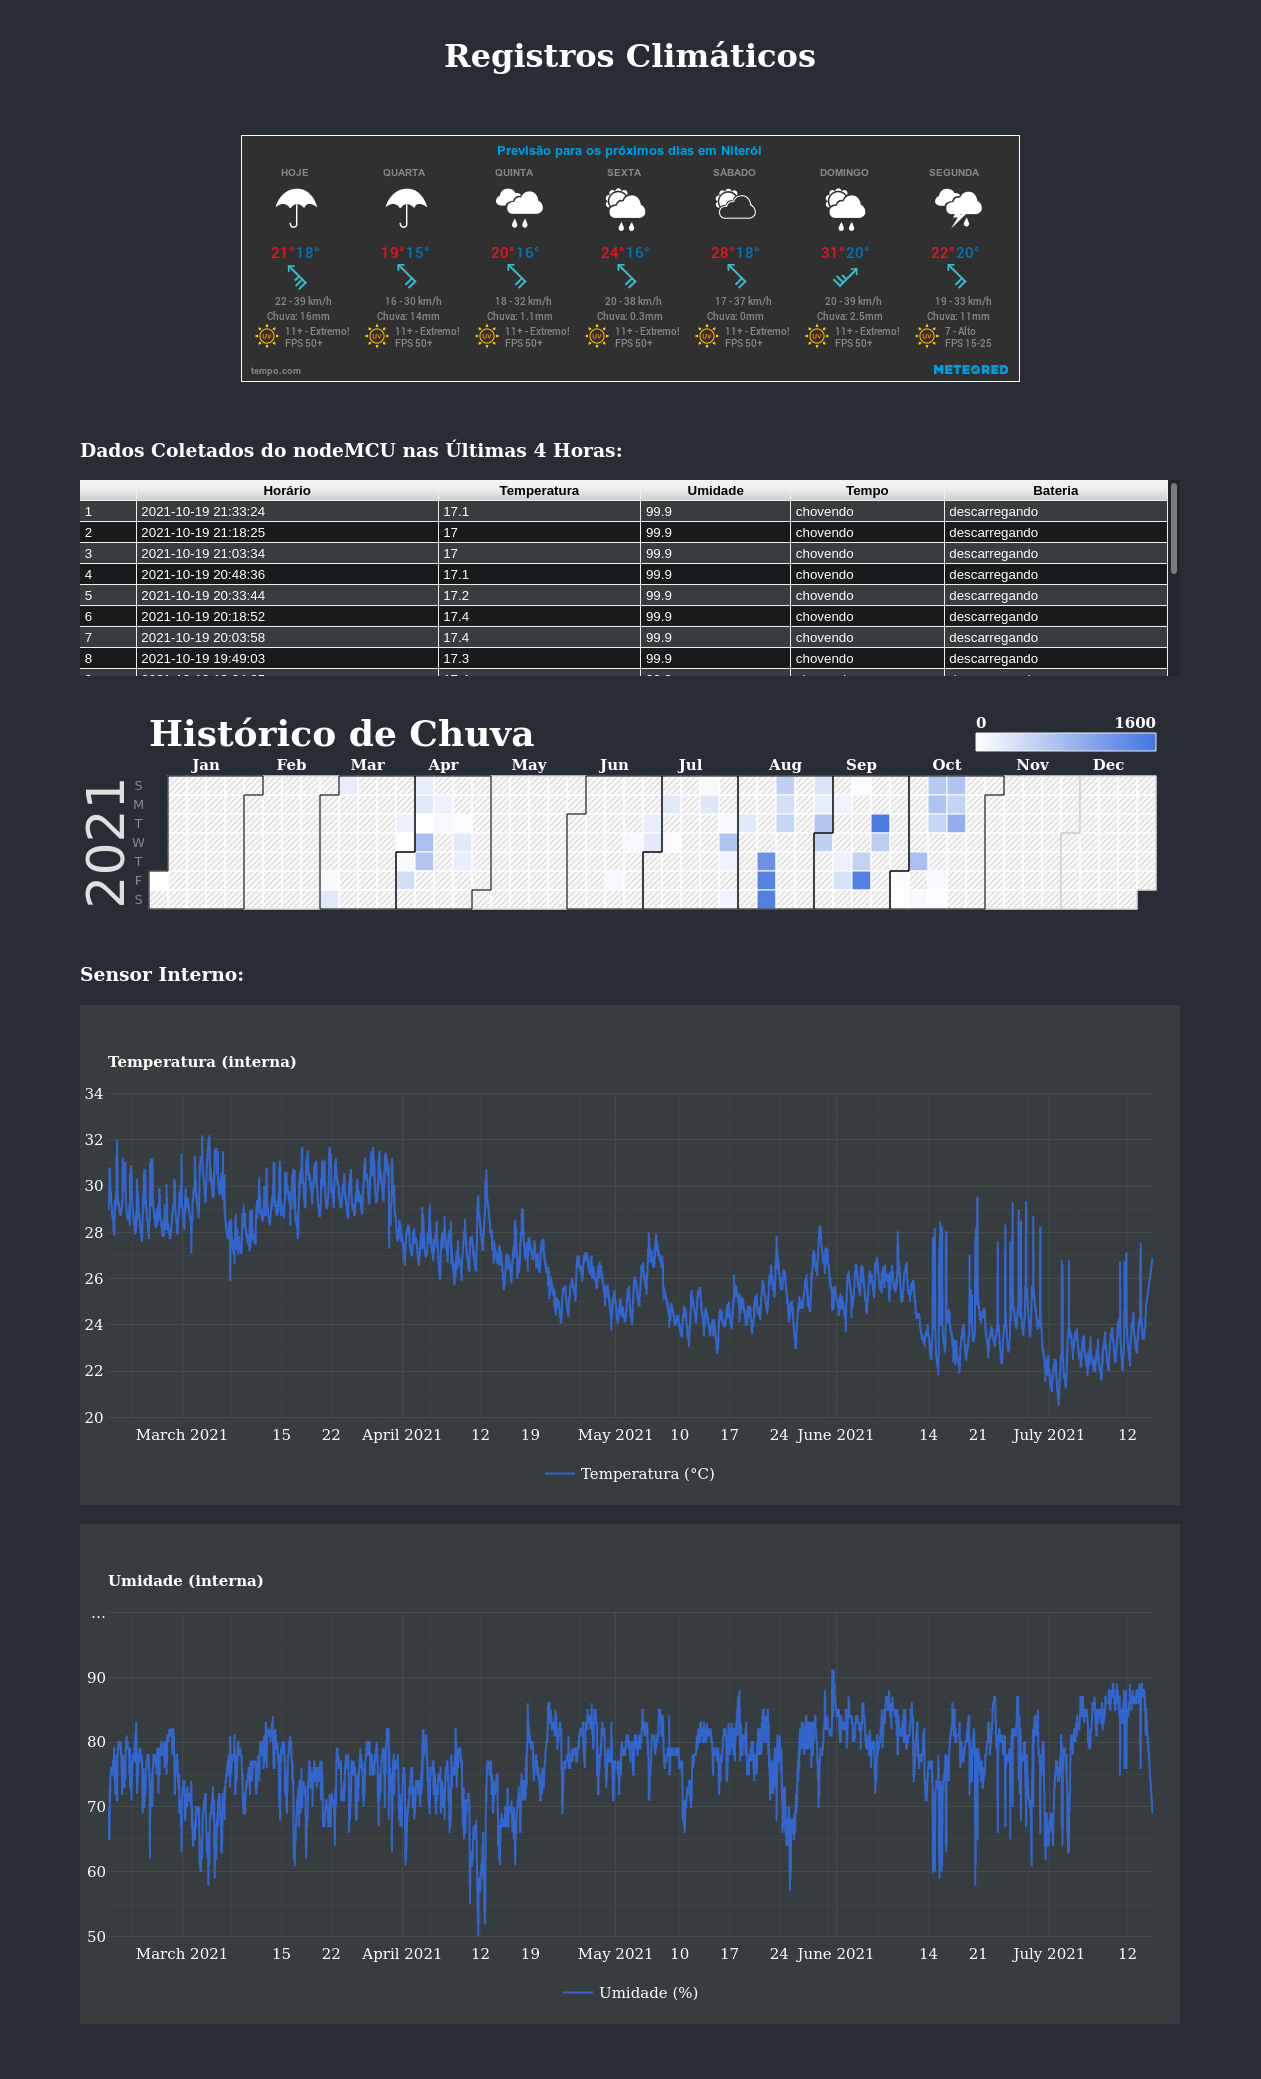 Registros Climáticos
Previsão para os próximos dias em Niterói
HOJE QUARTA QUINTA SEXTA SÁBADO DOMINGO SEGUNDA
21°18° 19°15° 20°16° 24°16° 28°18° 31°20° 22°20°
22 - 39 km/h 16 - 30 km/h 18 - 32 km/h 20 - 38 km/h 17 - 37 km/h 20 - 39 km/h 19 - 33 km/h
Chuva: 16mm Chuva: 14mm Chuva: 1.1mm Chuva: 0.3mm Chuva: 0mm Chuva: 2.5mm Chuva: 11mm
UV 11+ - Extremo! UV 11+ - Extremo! UV 11+ - Extremo! UV 11+ - Extremo! UV 11+ - Extremo! UV 11+ - Extremo! UV 7 - Alto
FPS 50+ FPS 50+ FPS 50+ FPS 50+ FPS 50+ FPS 50+ FPS 15-25
tempo.com METEORED
Dados Coletados do nodeMCU nas Últimas 4 Horas:
Horário Temperatura Umidade Tempo Bateria
1 2021-10-19 21:33:24 17.1 99.9 chovendo descarregando
2 2021-10-19 21:18:25 17 99.9 chovendo descarregando
3 2021-10-19 21:03:34 17 99.9 chovendo descarregando
4 2021-10-19 20:48:36 17.1 99.9 chovendo descarregando
5 2021-10-19 20:33:44 17.2 99.9 chovendo descarregando
6 2021-10-19 20:18:52 17.4 99.9 chovendo descarregando
7 2021-10-19 20:03:58 17.4 99.9 chovendo descarregando
8 2021-10-19 19:49:03 17.3 99.9 chovendo descarregando
Histórico de Chuva
0 1600
Jan Feb Mar Apr May Jun Jul Aug Sep Oct Nov Dec
2021
S
M
T
W
T
F
S
Sensor Interno:
Temperatura (interna)
34
32
30
28
26
24
22
20
March 2021 15 22 April 2021 12 19 May 2021 10 17 24 June 2021 14 21 July 2021 12
Temperatura (°C)
Umidade (interna)
...
90
80
70
60
50
March 2021 15 22 April 2021 12 19 May 2021 10 17 24 June 2021 14 21 July 2021 12
Umidade (%)